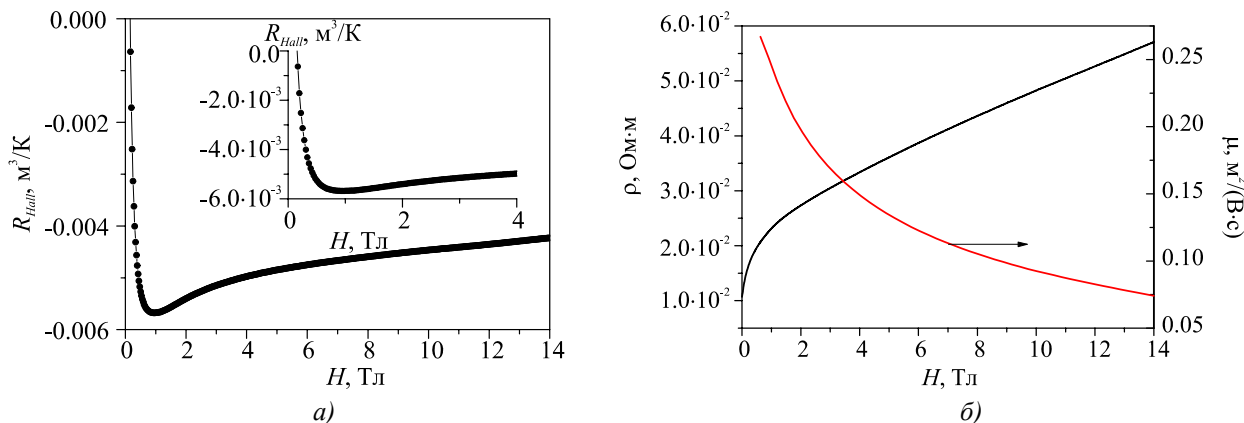 а)
R_Hall, м³/К
0.000
-0.002
-0.004
-0.006
0 2 4 6 8 10 12 14
H, Тл
R_Hall, м³/К
0.0
-2.0·10⁻³
-4.0·10⁻³
-6.0·10⁻³
0 2 4
H, Тл
а)
ρ, Ом·м
6.0·10⁻²
5.0·10⁻²
4.0·10⁻²
3.0·10⁻²
2.0·10⁻²
1.0·10⁻²
0 2 4 6 8 10 12 14
H, Тл
0.25
0.20
0.15
0.10
0.05
μ, м²/(В·с)
б)